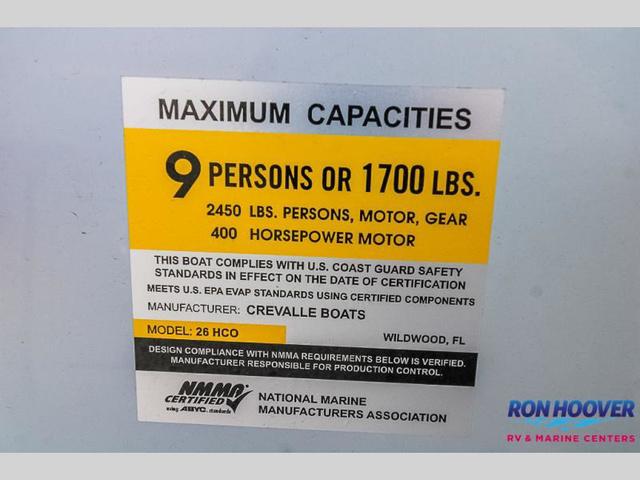 MAXIMUM CAPACITIES
9 PERSONS OR 1700 LBS.
2450 LBS. PERSONS, MOTOR, GEAR
400 HORSEPOWER MOTOR
THIS BOAT COMPLIES WITH U.S. COAST GUARD SAFETY
STANDARDS IN EFFECT ON THE DATE OF CERTIFICATION
MEETS U.S. EPA EVAP STANDARDS USING CERTIFIED COMPONENTS
MANUFACTURER: CREVALLE BOATS
MODEL: 26 HCO
WILDWOOD, FL
DESIGN COMPLIANCE WITH NMMA REQUIREMENTS BELOW IS VERIFIED.
MANUFACTURER RESPONSIBLE FOR PRODUCTION CONTROL.
NMMA
CERTIFIED
using ABYC standards
NATIONAL MARINE
MANUFACTURERS ASSOCIATION
RON HOOVER
RV & MARINE CENTERS